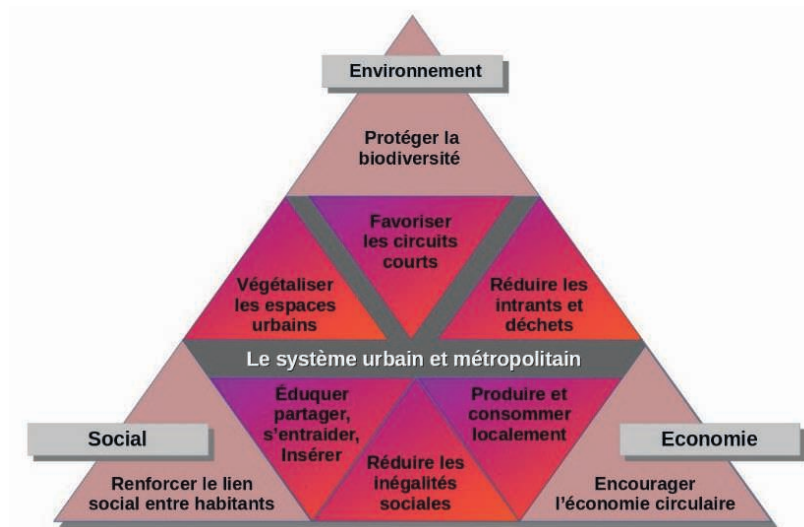 Environnement
Protéger la
biodiversité
Favoriser
les circuits
courts
Végétaliser
les espaces
urbains
Réduire les
intrants et
déchets
Le système urbain et métropolitain
Éduquer
partager,
s'entraider,
Insérer
Produire et
consommer
localement
Social
Economie
Réduire les
inégalités
sociales
Renforcer le lien
social entre habitants
Encourager
l'économie circulaire